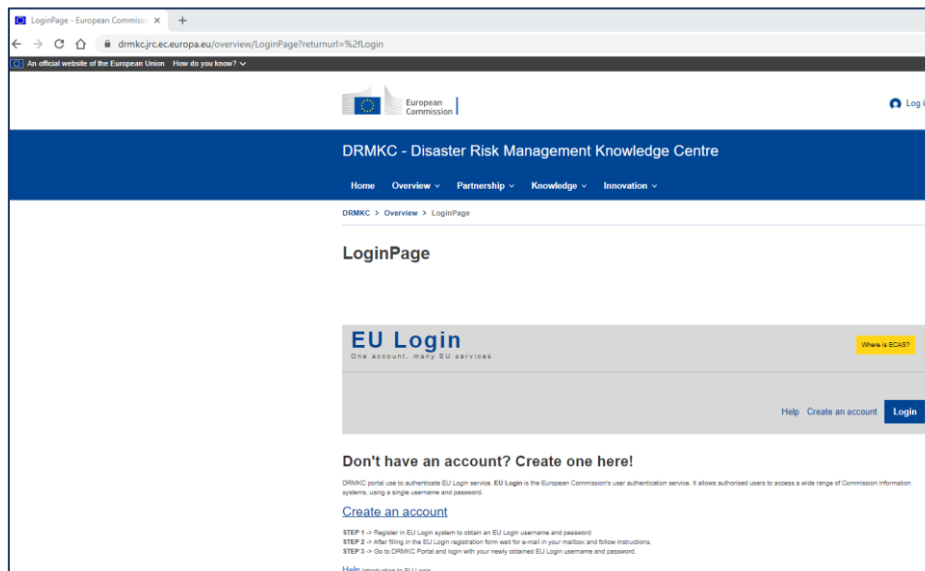 LoginPage - European Commissi
drmkc.jrc.ec.europa.eu/overview/LoginPage?returnurl=%2fLogin
An official website of the European Union How do you know?
European
Commission
Log i
DRMKC - Disaster Risk Management Knowledge Centre
Home Overview Partnership Knowledge Innovation
DRMKC > Overview > LoginPage
LoginPage
EU Login
One account, many EU services
Where is ECAS?
Help Create an account Login
Don't have an account? Create one here!
DRMKC portal use to authenticate EU Login service. EU Login is the European Commission's user authentication service. It allows authorised users to access a wide range of Commission information
systems, using a single username and password.
Create an account
STEP 1 -> Register in EU Login system to obtain an EU Login username and password
STEP 2 -> After filling in the EU Login registration form wait for e-mail in your mailbox and follow instructions.
STEP 3 -> Go to DRMKC Portal and login with your newly obtained EU Login username and password.
Help Introduction to EU Login